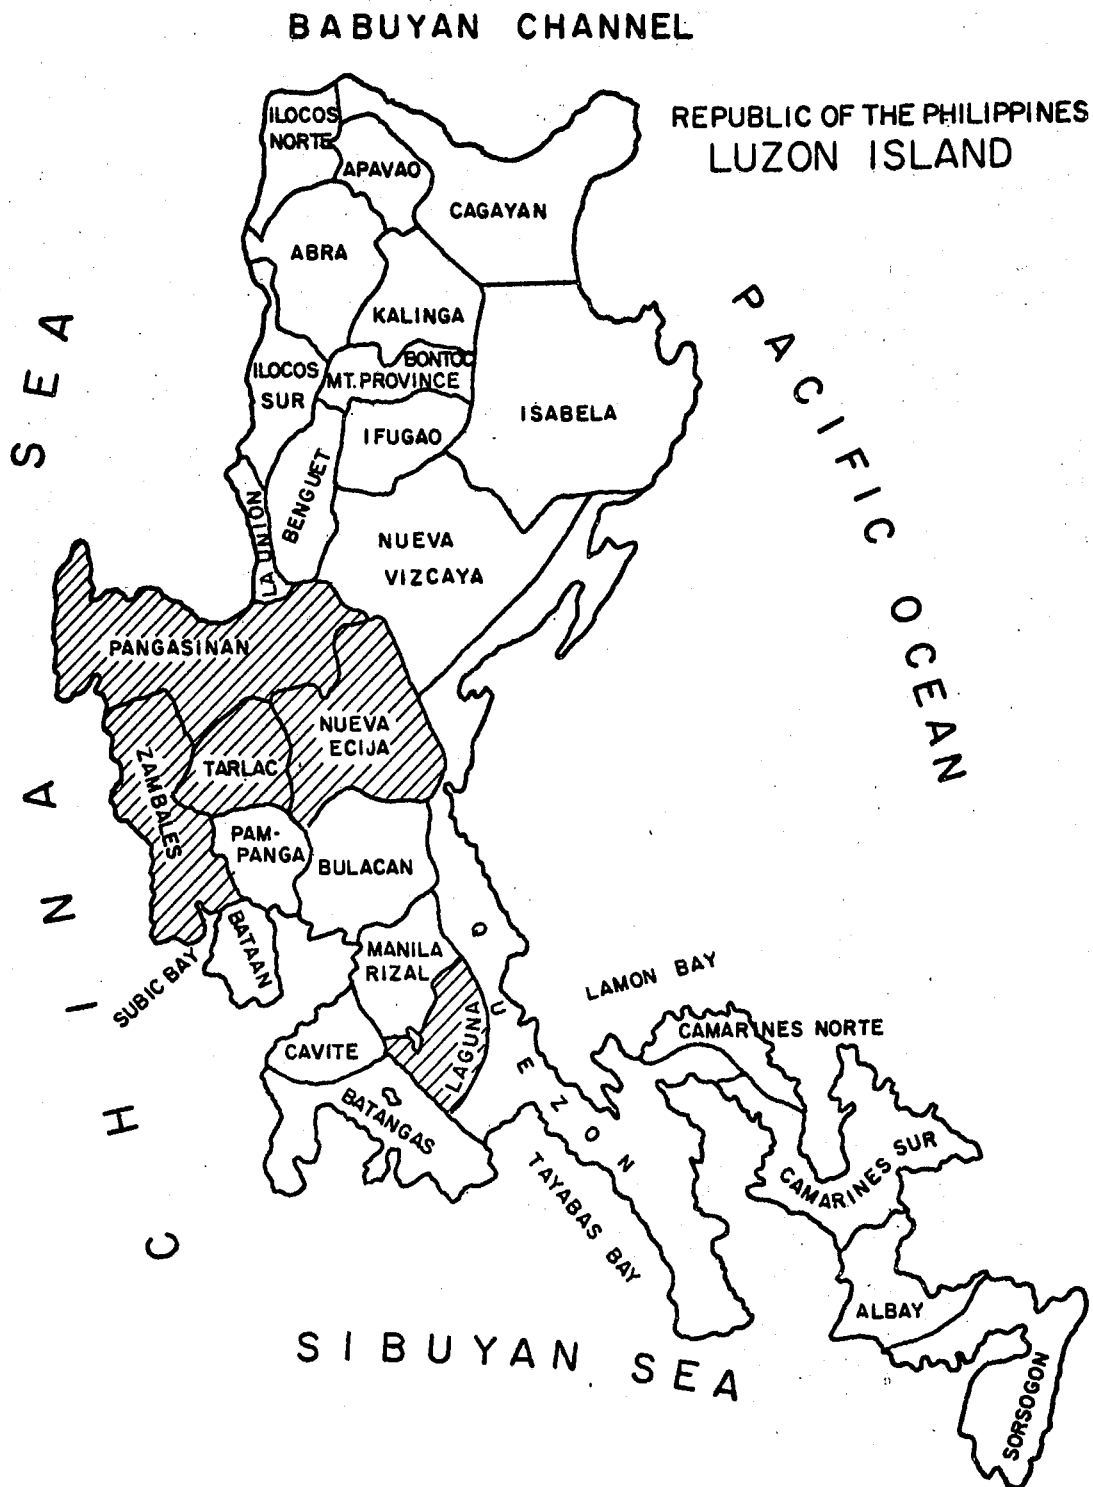 BABUYAN CHANNEL
REPUBLIC OF THE PHILIPPINES
LUZON ISLAND
ILOCOS
NORTE
APAVAO
CAGAYAN
ABRA
KALINGA
BONTOC
MT. PROVINCE
ILOCOS
SUR
IFUGAO
ISABELA
BENGUET
LA UNION
NUEVA
VIZCAYA
PACIFIC OCEAN
PANGASINAN
NUEVA
ECIJA
TARLAC
ZAMBALES
PAM-
PANGA
BULACAN
CHINA SEA
BATAAN
SUBIC BAY
MANILA
RIZAL
LAGUNA
QUEZON
LAMON BAY
CAMARINES NORTE
CAVITE
BATANGAS
TAYABAS BAY
CAMARINES SUR
ALBAY
SORSOGON
SIBUYAN SEA